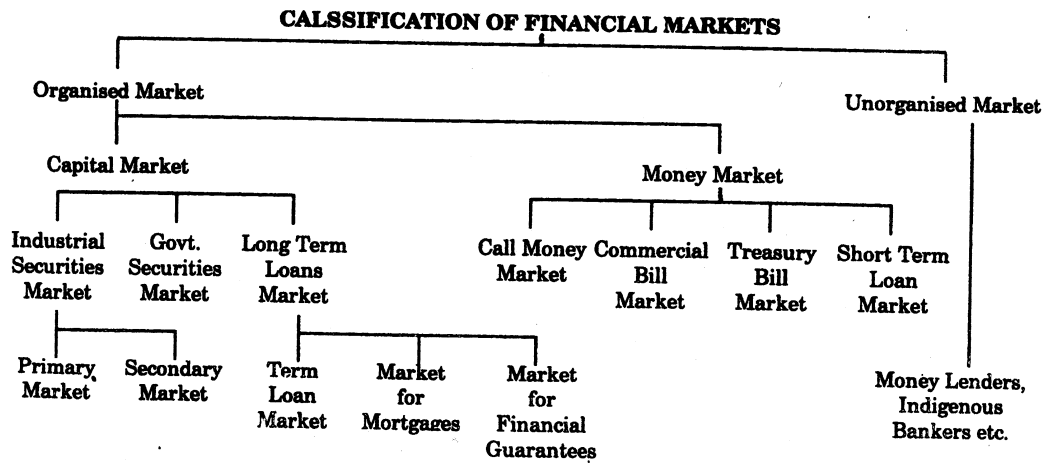 CALSSIFICATION OF FINANCIAL MARKETS
Organised Market
Unorganised Market
Capital Market
Money Market
Industrial
Securities
Market
Govt.
Securities
Market
Long Term
Loans
Market
Call Money
Market
Commercial
Bill
Market
Treasury
Bill
Market
Short Term
Loan
Market
Primary
Market
Secondary
Market
Term
Loan
Market
Market
for
Mortgages
Market
for
Financial
Guarantees
Money Lenders,
Indigenous
Bankers etc.